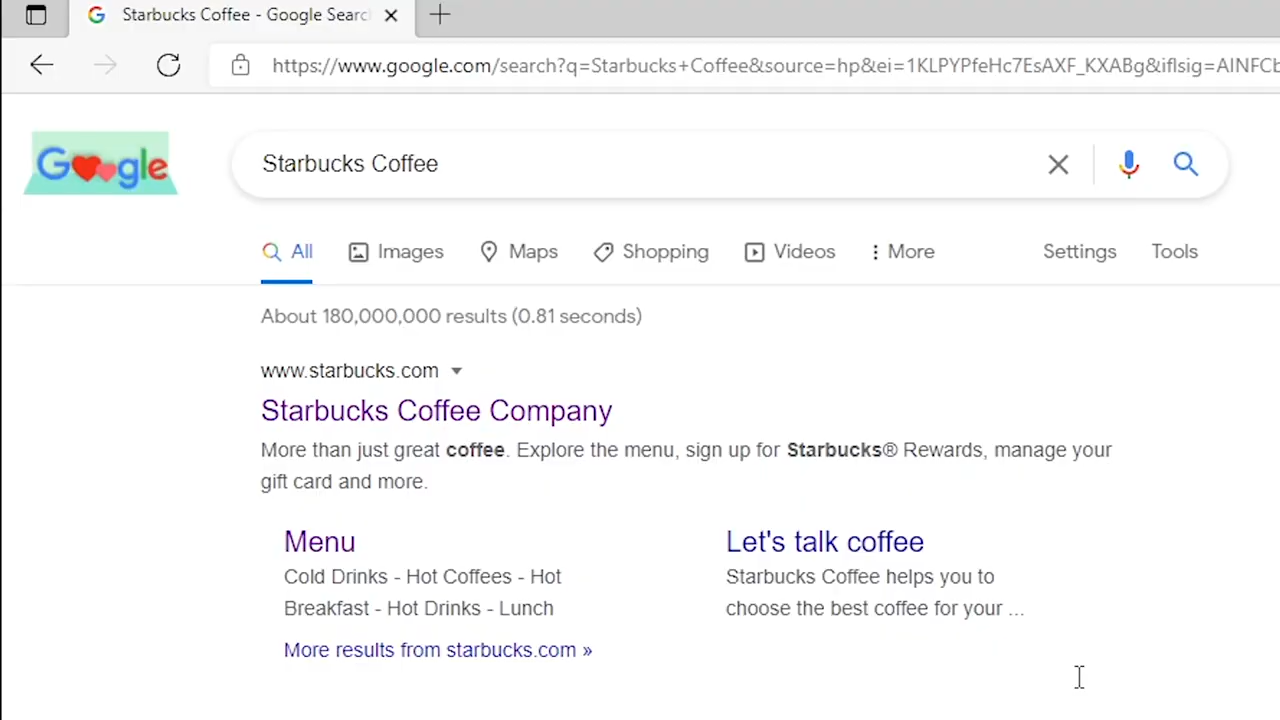 Starbucks Coffee - Google Searc
https://www.google.com/search?q=Starbucks+Coffee&source=hp&ei=1KLPYPfeHc7EsAXF_KXABg&iflsig=AINFCb
Google
Starbucks Coffee
All Images Maps Shopping Videos More Settings Tools
About 180,000,000 results (0.81 seconds)
www.starbucks.com
Starbucks Coffee Company
More than just great coffee. Explore the menu, sign up for Starbucks® Rewards, manage your
gift card and more.
Menu
Cold Drinks - Hot Coffees - Hot
Breakfast - Hot Drinks - Lunch
Let's talk coffee
Starbucks Coffee helps you to
choose the best coffee for your ...
More results from starbucks.com »